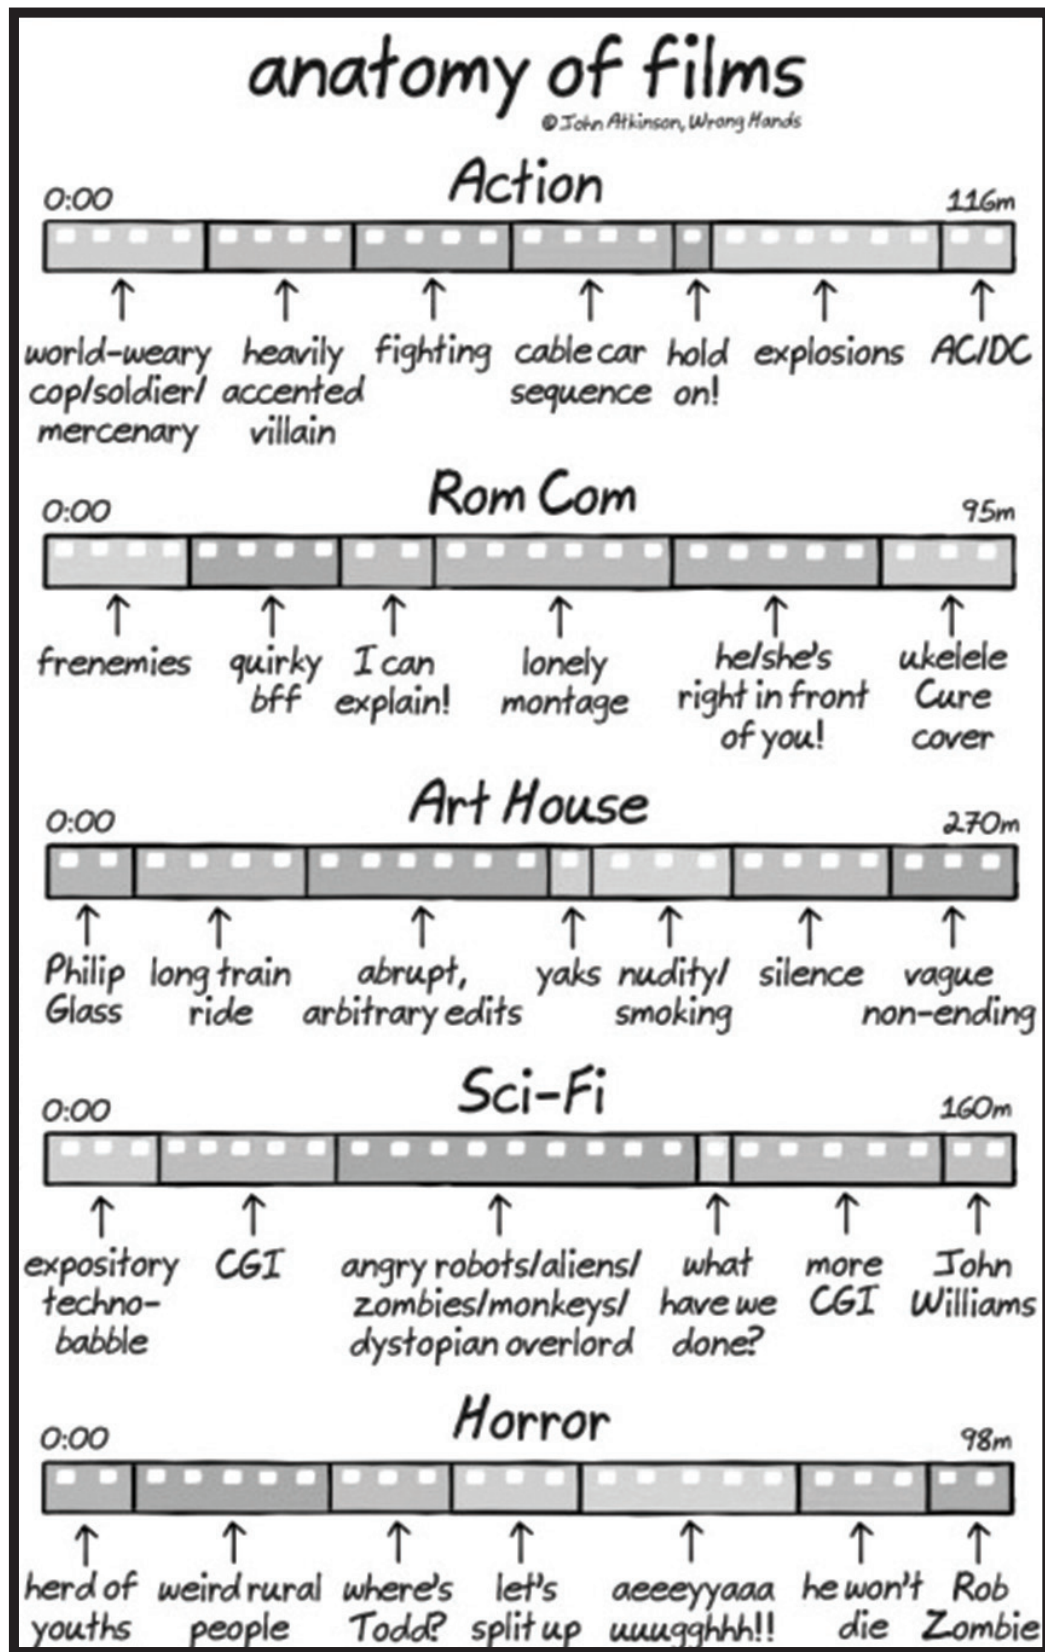 anatomy of films
© John Atkinson, Wrong Hands
Action
0:00 116m
world-weary cop/soldier/ mercenary
heavily accented villain
fighting
cable car sequence
hold on!
explosions
AC/DC
Rom Com
0:00 95m
frenemies
quirky bff
I can explain!
lonely montage
he/she's right in front of you!
ukelele Cure cover
Art House
0:00 270m
Philip Glass
long train ride
abrupt, arbitrary edits
yaks
nudity/ smoking
silence
vague non-ending
Sci-Fi
0:00 160m
expository techno- babble
CGI
angry robots/aliens/ zombies/monkeys/ dystopian overlord
what have we done?
more CGI
John Williams
Horror
0:00 98m
herd of youths
weird rural people
where's Todd?
let's split up
aeeeyyaaa uuugghhh!!
he won't die
Rob Zombie